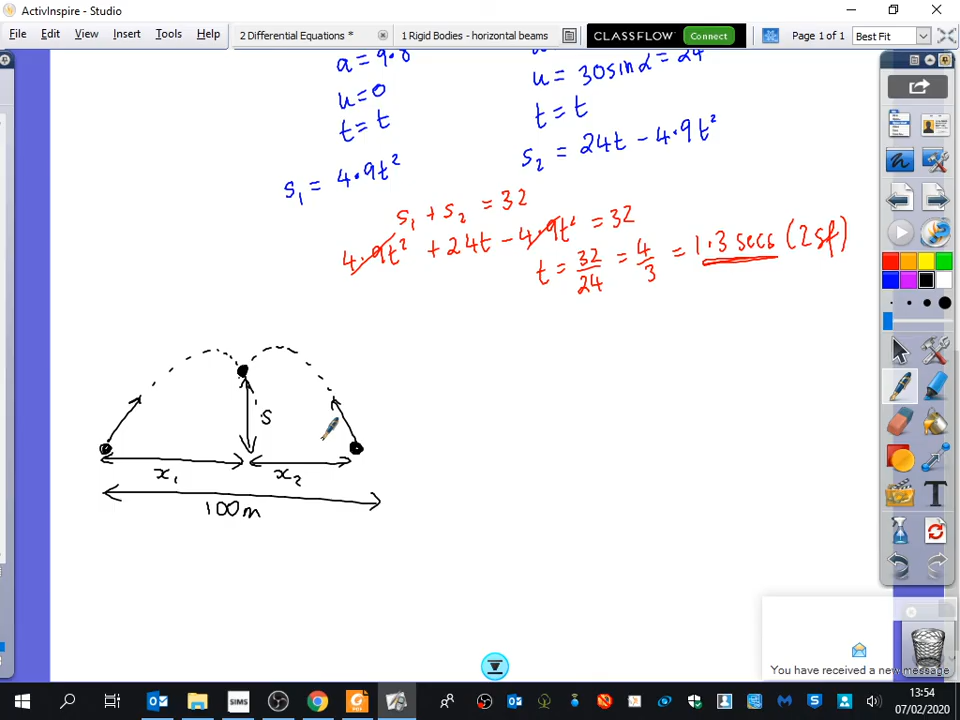 ActivInspire - Studio
File Edit View Insert Tools Help
2 Differential Equations *
1 Rigid Bodies - horizontal beams
CLASSFLOW Connect
Page 1 of 1
Best Fit
a = 9.8
u = 0
t = t
s₁ = 4.9t²
u = 30sinα = 24
t = t
s₂ = 24t - 4.9t²
s₁ + s₂ = 32
4.9t² + 24t - 4.9t² = 32
t = 32/24 = 4/3 = 1.3 secs (2sf)
s
x₁ x₂
100m
You have received a new message
13:54
07/02/2020